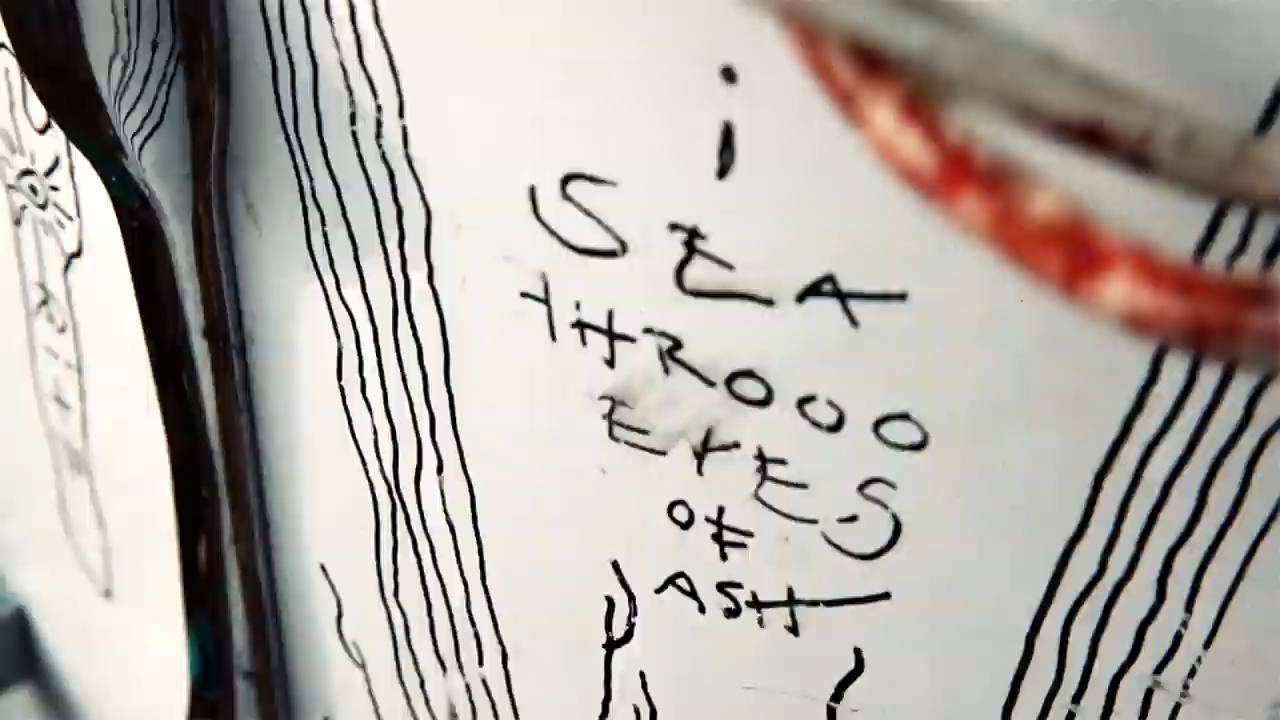 i
SEA
THROOO
EYES
OF
ASH